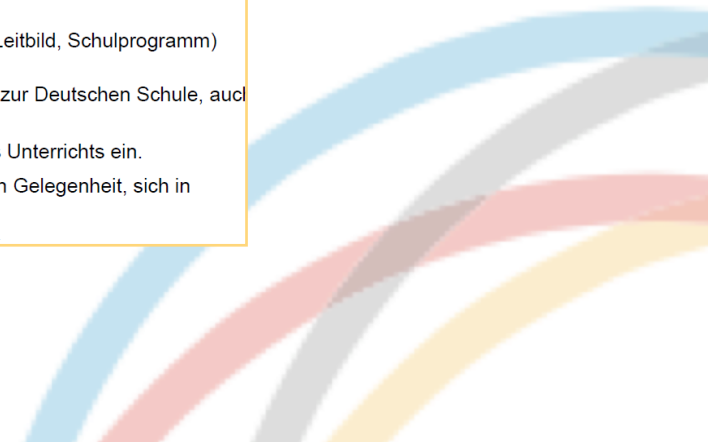 Leitbild, Schulprogramm)
zur Deutschen Schule, auch
Unterrichts ein.
Gelegenheit, sich in